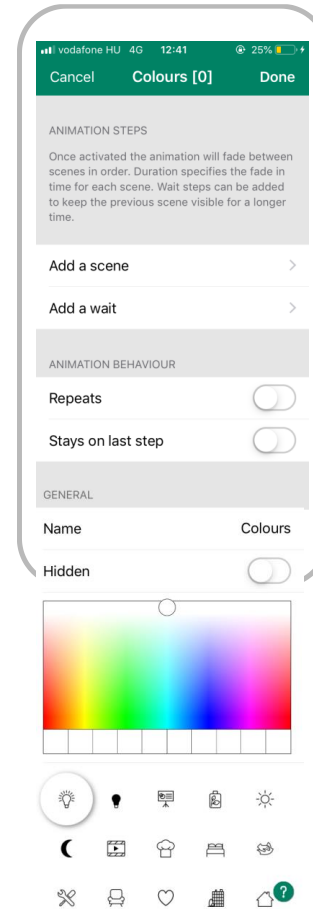 vodafone HU 4G 12:41 25%
Cancel Colours [0] Done
ANIMATION STEPS
Once activated the animation will fade between
scenes in order. Duration specifies the fade in
time for each scene. Wait steps can be added
to keep the previous scene visible for a longer
time.
Add a scene
Add a wait
ANIMATION BEHAVIOUR
Repeats
Stays on last step
GENERAL
Name Colours
Hidden
?